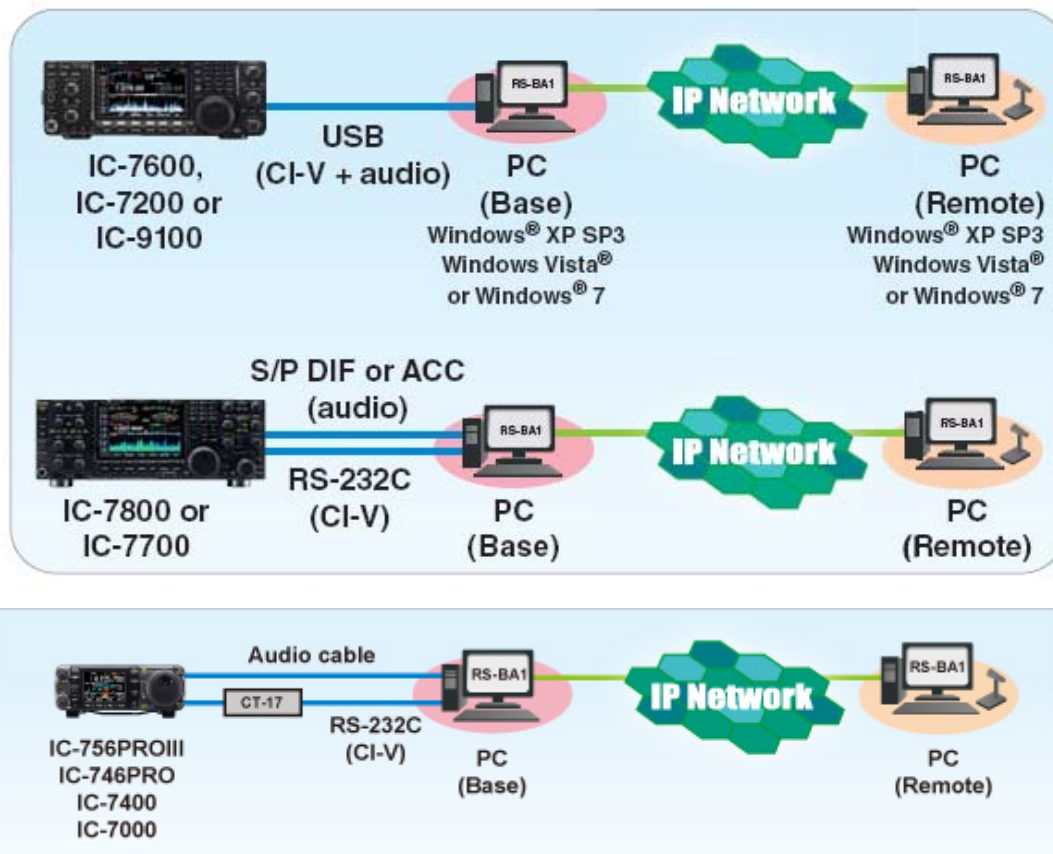 RS-BA1
IP Network
RS-BA1
USB
(CI-V + audio)
IC-7600,
IC-7200 or
IC-9100
PC
(Base)
Windows® XP SP3
Windows Vista®
or Windows® 7
PC
(Remote)
Windows® XP SP3
Windows Vista®
or Windows® 7
S/P DIF or ACC
(audio)
RS-BA1
IP Network
RS-BA1
RS-232C
(CI-V)
IC-7800 or
IC-7700
PC
(Base)
PC
(Remote)
Audio cable
CT-17
RS-232C
(CI-V)
RS-BA1
IP Network
RS-BA1
IC-756PROIII
IC-746PRO
IC-7400
IC-7000
PC
(Base)
PC
(Remote)